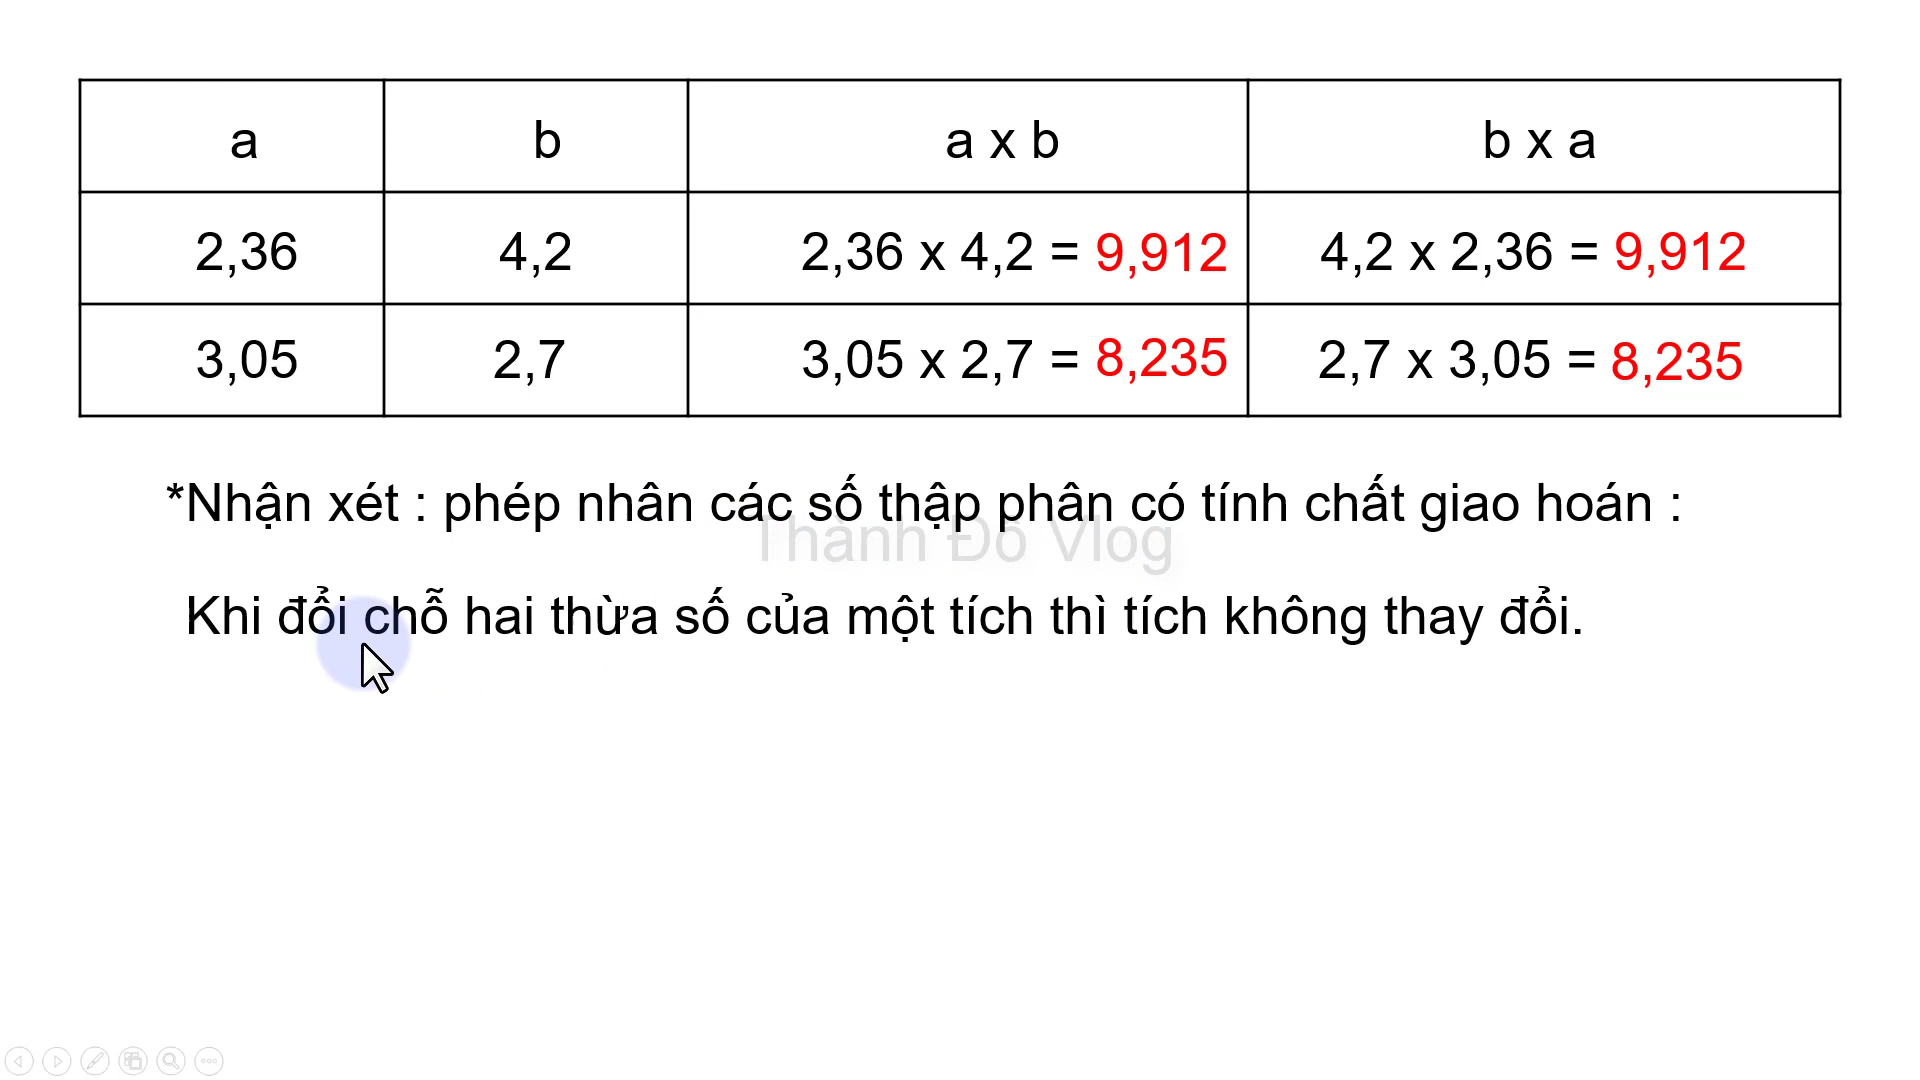 a b a x b b x a
2,36 4,2 2,36 x 4,2 = 9,912 4,2 x 2,36 = 9,912
3,05 2,7 3,05 x 2,7 = 8,235 2,7 x 3,05 = 8,235
*Nhận xét : phép nhân các số thập phân có tính chất giao hoán :
Thành Đô Vlog
Khi đổi chỗ hai thừa số của một tích thì tích không thay đổi.